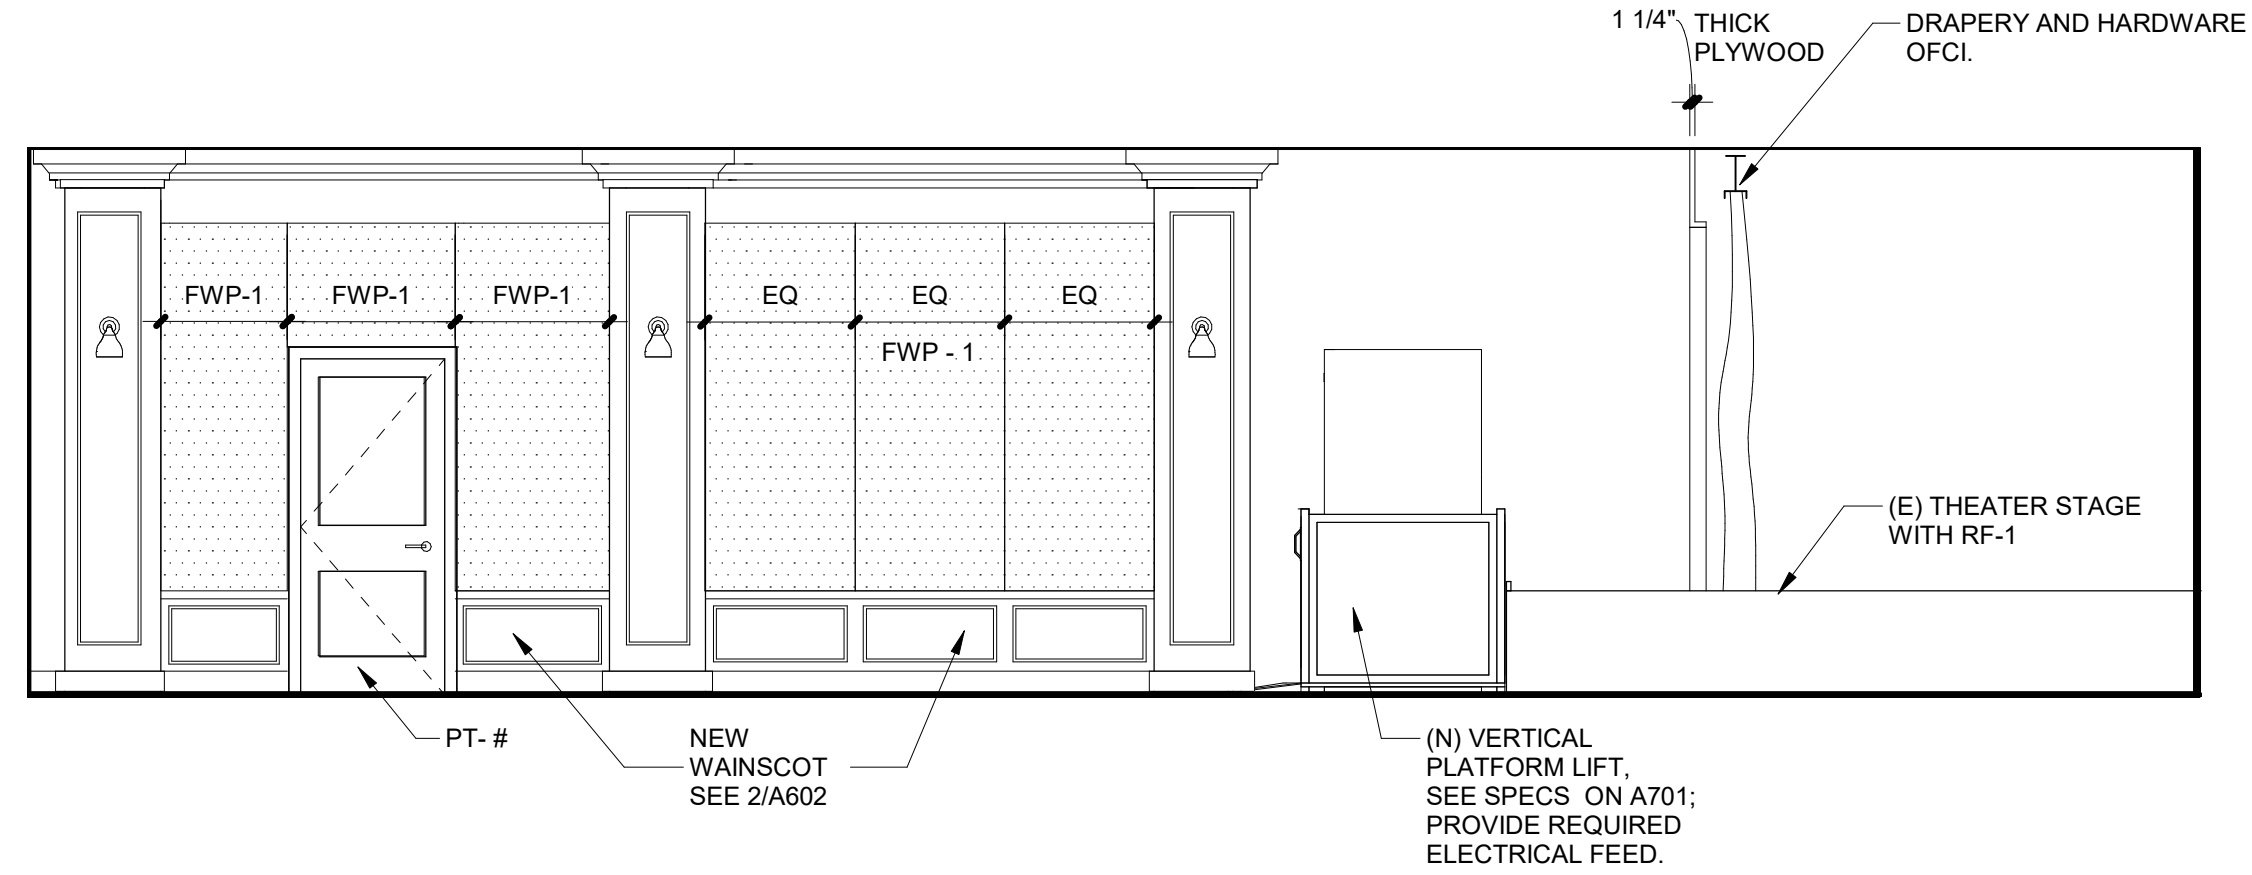 1 1/4" THICK
PLYWOOD
DRAPERY AND HARDWARE
OFCI.
FWP-1 FWP-1 FWP-1 EQ EQ EQ
FWP - 1
(E) THEATER STAGE
WITH RF-1
PT- #
NEW
WAINSCOT
SEE 2/A602
(N) VERTICAL
PLATFORM LIFT,
SEE SPECS ON A701;
PROVIDE REQUIRED
ELECTRICAL FEED.